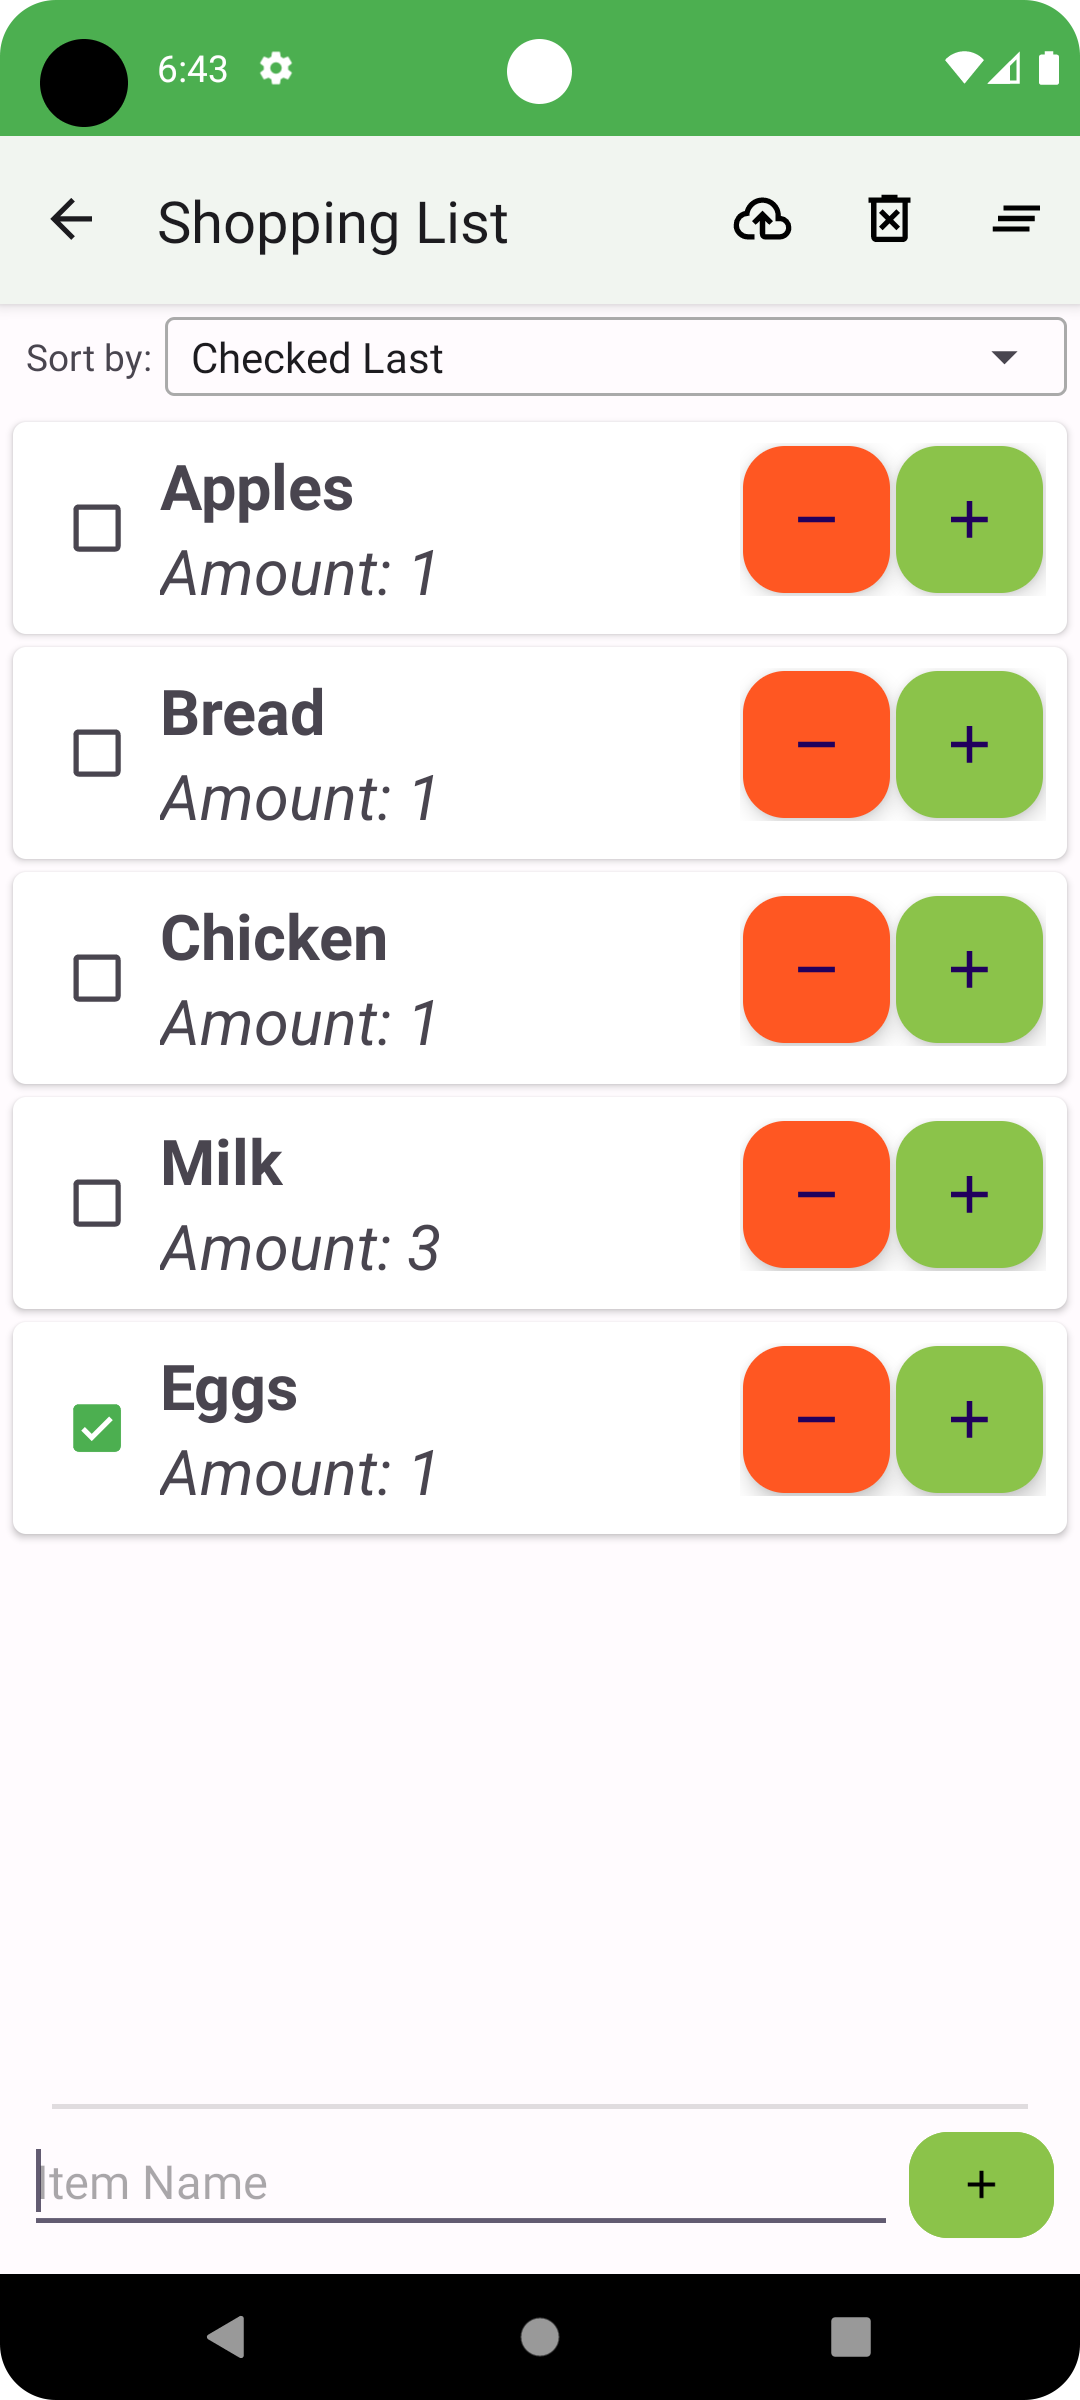 6:43
Shopping List
Sort by:
Checked Last
Apples
Amount: 1
Bread
Amount: 1
Chicken
Amount: 1
Milk
Amount: 3
Eggs
Amount: 1
Item Name